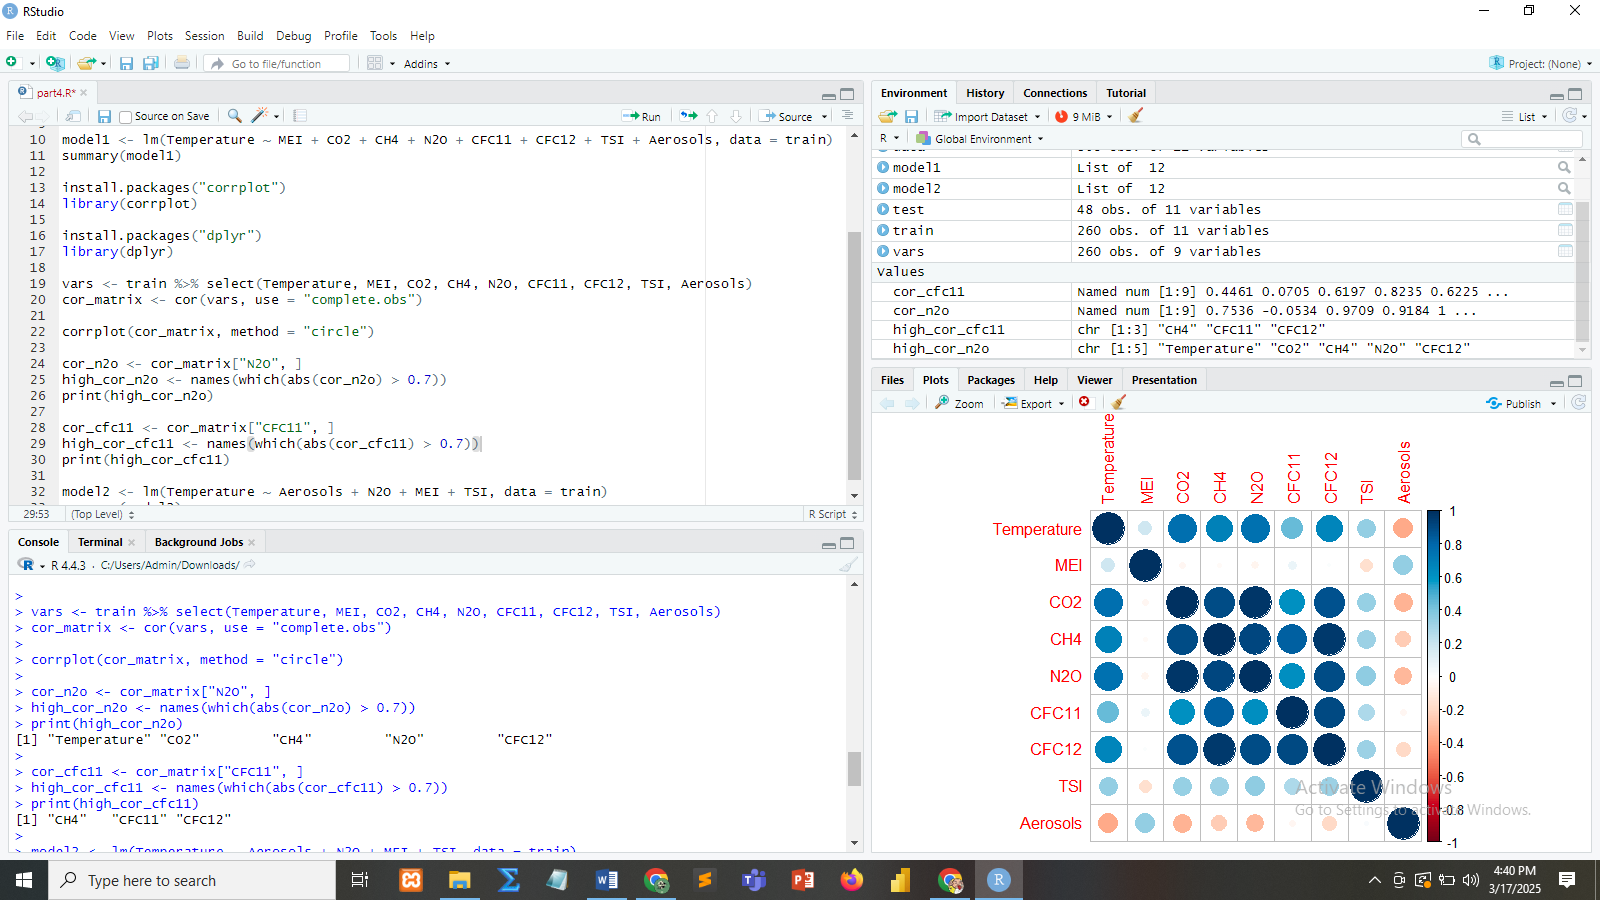 RStudio
File Edit Code View Plots Session Build Debug Profile Tools Help
Go to file/function Addins Project: (None)
part4.R*
Source on Save Run Source
10 model1 <- lm(Temperature ~ MEI + CO2 + CH4 + N2O + CFC11 + CFC12 + TSI + Aerosols, data = train)
11 summary(model1)
12
13 install.packages("corrplot")
14 library(corrplot)
15
16 install.packages("dplyr")
17 library(dplyr)
18
19 vars <- train %>% select(Temperature, MEI, CO2, CH4, N2O, CFC11, CFC12, TSI, Aerosols)
20 cor_matrix <- cor(vars, use = "complete.obs")
21
22 corrplot(cor_matrix, method = "circle")
23
24 cor_n2o <- cor_matrix["N2O", ]
25 high_cor_n2o <- names(which(abs(cor_n2o) > 0.7))
26 print(high_cor_n2o)
27
28 cor_cfc11 <- cor_matrix["CFC11", ]
29 high_cor_cfc11 <- names(which(abs(cor_cfc11) > 0.7))
30 print(high_cor_cfc11)
31
32 model2 <- lm(Temperature ~ Aerosols + N2O + MEI + TSI, data = train)
29:53 (Top Level) R Script
Console Terminal Background Jobs
R 4.4.3 · C:/Users/Admin/Downloads/
>
> vars <- train %>% select(Temperature, MEI, CO2, CH4, N2O, CFC11, CFC12, TSI, Aerosols)
> cor_matrix <- cor(vars, use = "complete.obs")
>
> corrplot(cor_matrix, method = "circle")
>
> cor_n2o <- cor_matrix["N2O", ]
> high_cor_n2o <- names(which(abs(cor_n2o) > 0.7))
> print(high_cor_n2o)
[1] "Temperature" "CO2" "CH4" "N2O" "CFC12"
>
> cor_cfc11 <- cor_matrix["CFC11", ]
> high_cor_cfc11 <- names(which(abs(cor_cfc11) > 0.7))
> print(high_cor_cfc11)
[1] "CH4" "CFC11" "CFC12"
>
> model2 <- lm(Temperature ~ Aerosols + N2O + MEI + TSI, data = train)
Environment History Connections Tutorial
Import Dataset 9 MiB List
R Global Environment
model1 List of 12
model2 List of 12
test 48 obs. of 11 variables
train 260 obs. of 11 variables
vars 260 obs. of 9 variables
Values
cor_cfc11 Named num [1:9] 0.4461 0.0705 0.6197 0.8235 0.6225 ...
cor_n2o Named num [1:9] 0.7536 -0.0534 0.9709 0.9184 1 ...
high_cor_cfc11 chr [1:3] "CH4" "CFC11" "CFC12"
high_cor_n2o chr [1:5] "Temperature" "CO2" "CH4" "N2O" "CFC12"
Files Plots Packages Help Viewer Presentation
Zoom Export Publish
Temperature MEI CO2 CH4 N2O CFC11 CFC12 TSI Aerosols
Temperature
MEI
CO2
CH4
N2O
CFC11
CFC12
TSI
Aerosols
1
0.8
0.6
0.4
0.2
0
-0.2
-0.4
-0.6
-0.8
-1
Activate Windows
Go to Settings to activate Windows.
Type here to search
4:40 PM
3/17/2025